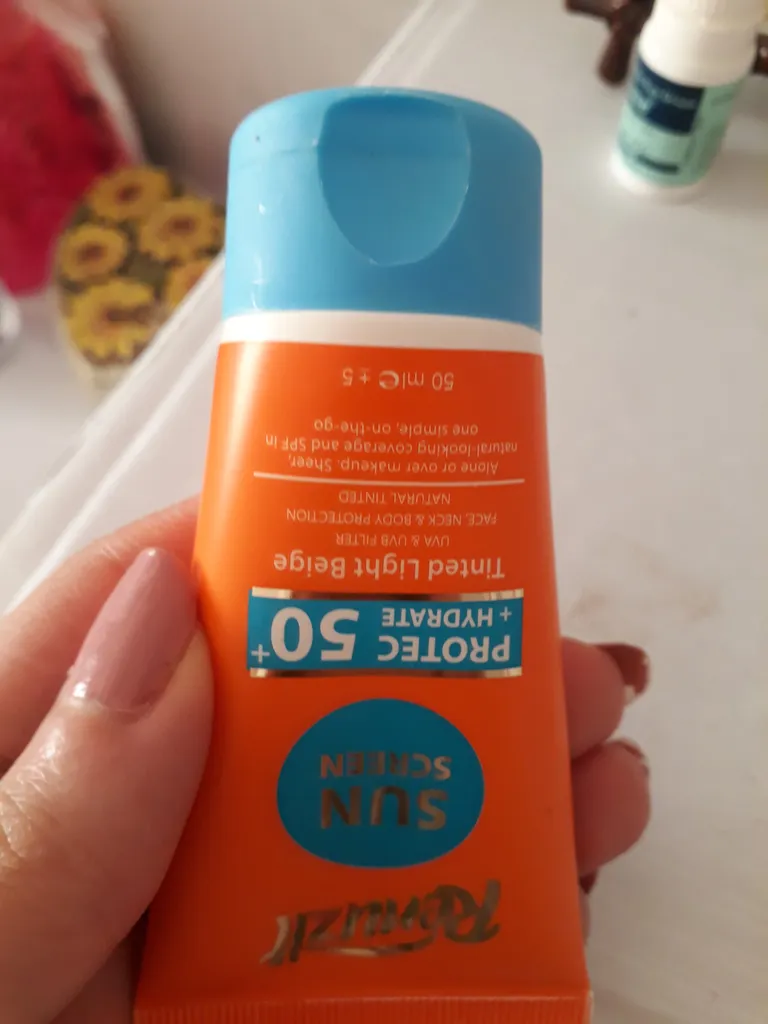 SUN
SCREEN
PROTEC 50+
+ HYDRATE
Tinted Light Beige
UVA & UVB FILTER
FACE, NECK & BODY PROTECTION
NATURAL TINTED
Alone or over makeup. Sheer,
natural-looking coverage and SPF in
one simple, on-the-go
50 ml e ± 5